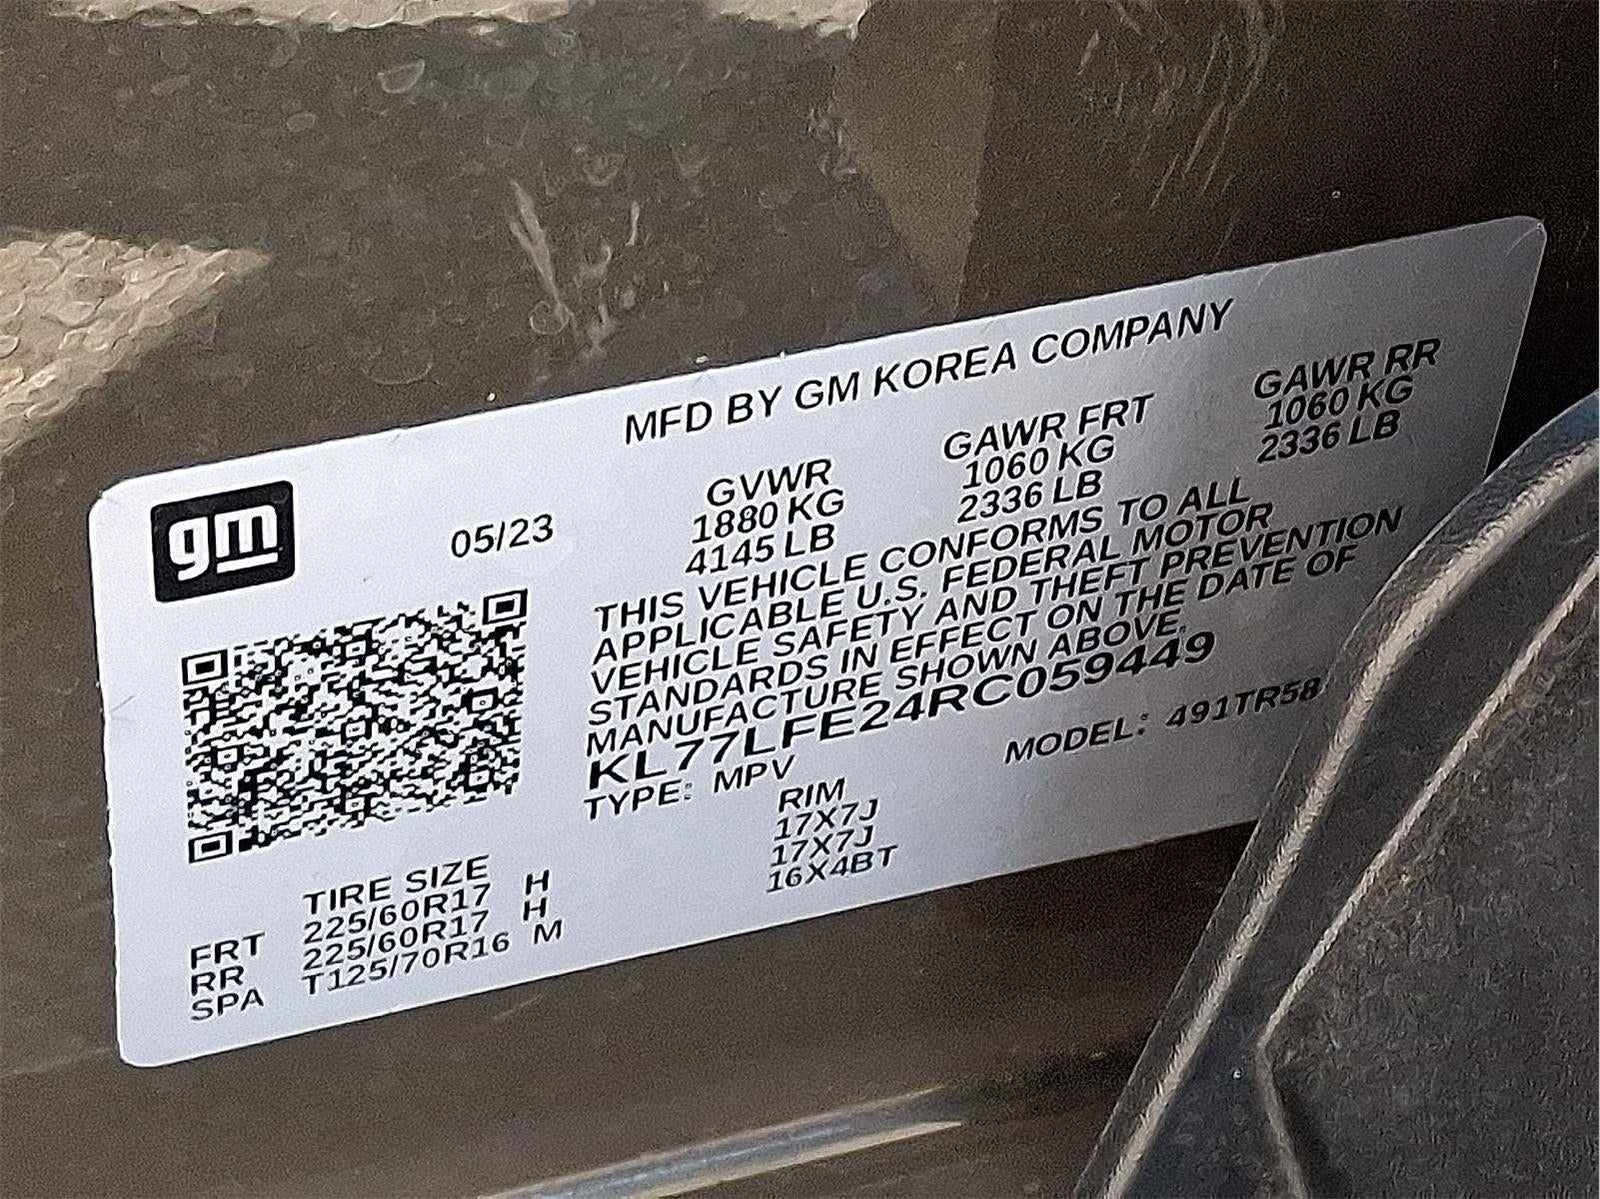 MFD BY GM KOREA COMPANY
gm
05/23
GVWR GAWR FRT GAWR RR
1880 KG 1060 KG 1060 KG
4145 LB 2336 LB 2336 LB
THIS VEHICLE CONFORMS TO ALL
APPLICABLE U.S. FEDERAL MOTOR
VEHICLE SAFETY AND THEFT PREVENTION
STANDARDS IN EFFECT ON THE DATE OF
MANUFACTURE SHOWN ABOVE.
KL77LFE24RC059449
TYPE: MPV MODEL: 491TR58
TIRE SIZE RIM
FRT 225/60R17 H 17X7J
RR 225/60R17 H 17X7J
SPA T125/70R16 M 16X4BT